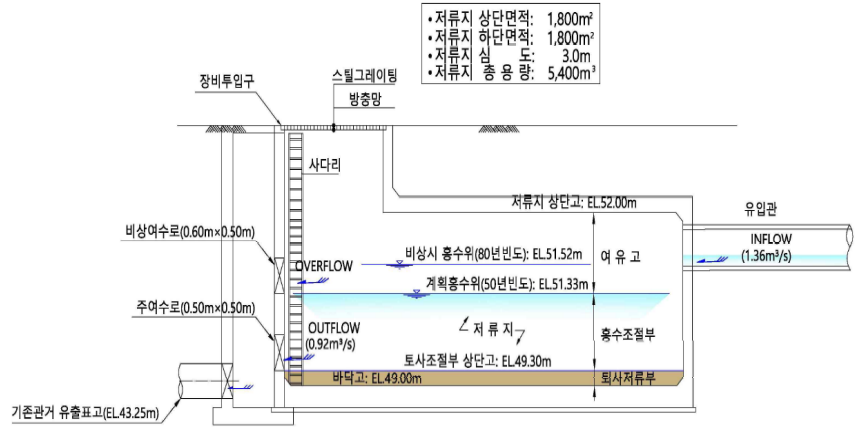 • 저류지 상단면적: 1,800m²
• 저류지 하단면적: 1,800m²
• 저류지 심 도: 3.0m
• 저류지 총 용 량: 5,400m³
스틸그레이팅
장비투입구
방충망
사다리
저류지 상단고: EL.52.00m
유입관
비상여수로(0.60m×0.50m)
INFLOW
(1.36m³/s)
비상시 홍수위(80년빈도): EL.51.52m
여 유 고
OVERFLOW
계획홍수위(50년빈도): EL.51.33m
주여수로(0.50m×0.50m)
OUTFLOW
(0.92m³/s)
저 류 지
홍수조절부
토사조절부 상단고: EL.49.30m
바닥고: EL.49.00m
퇴사저류부
기존관거 유출표고(EL.43.25m)